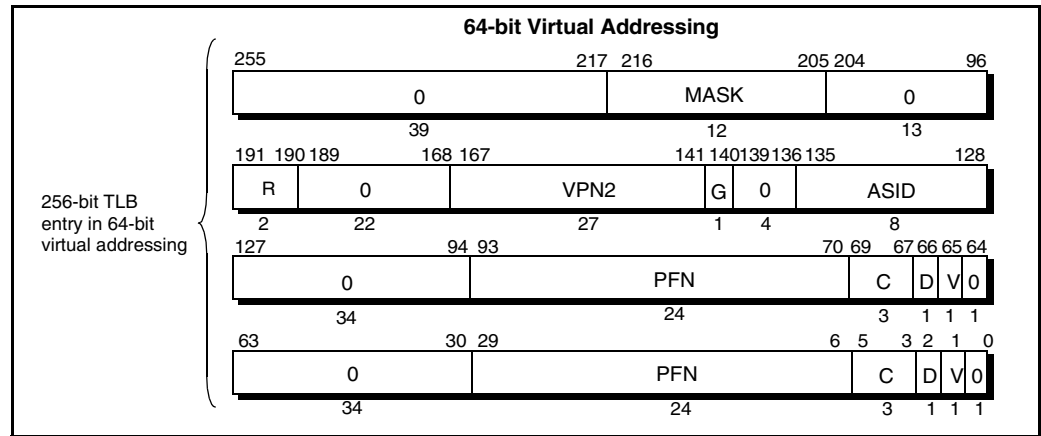 64-bit Virtual Addressing
255 217 216 205 204 96
0 MASK 0
39 12 13
191 190 189 168 167 141 140 139 136 135 128
R 0 VPN2 G 0 ASID
2 22 27 1 4 8
256-bit TLB
entry in 64-bit
virtual addressing
127 94 93 70 69 67 66 65 64
0 PFN C D V 0
34 24 3 1 1 1
63 30 29 6 5 3 2 1 0
0 PFN C D V 0
34 24 3 1 1 1